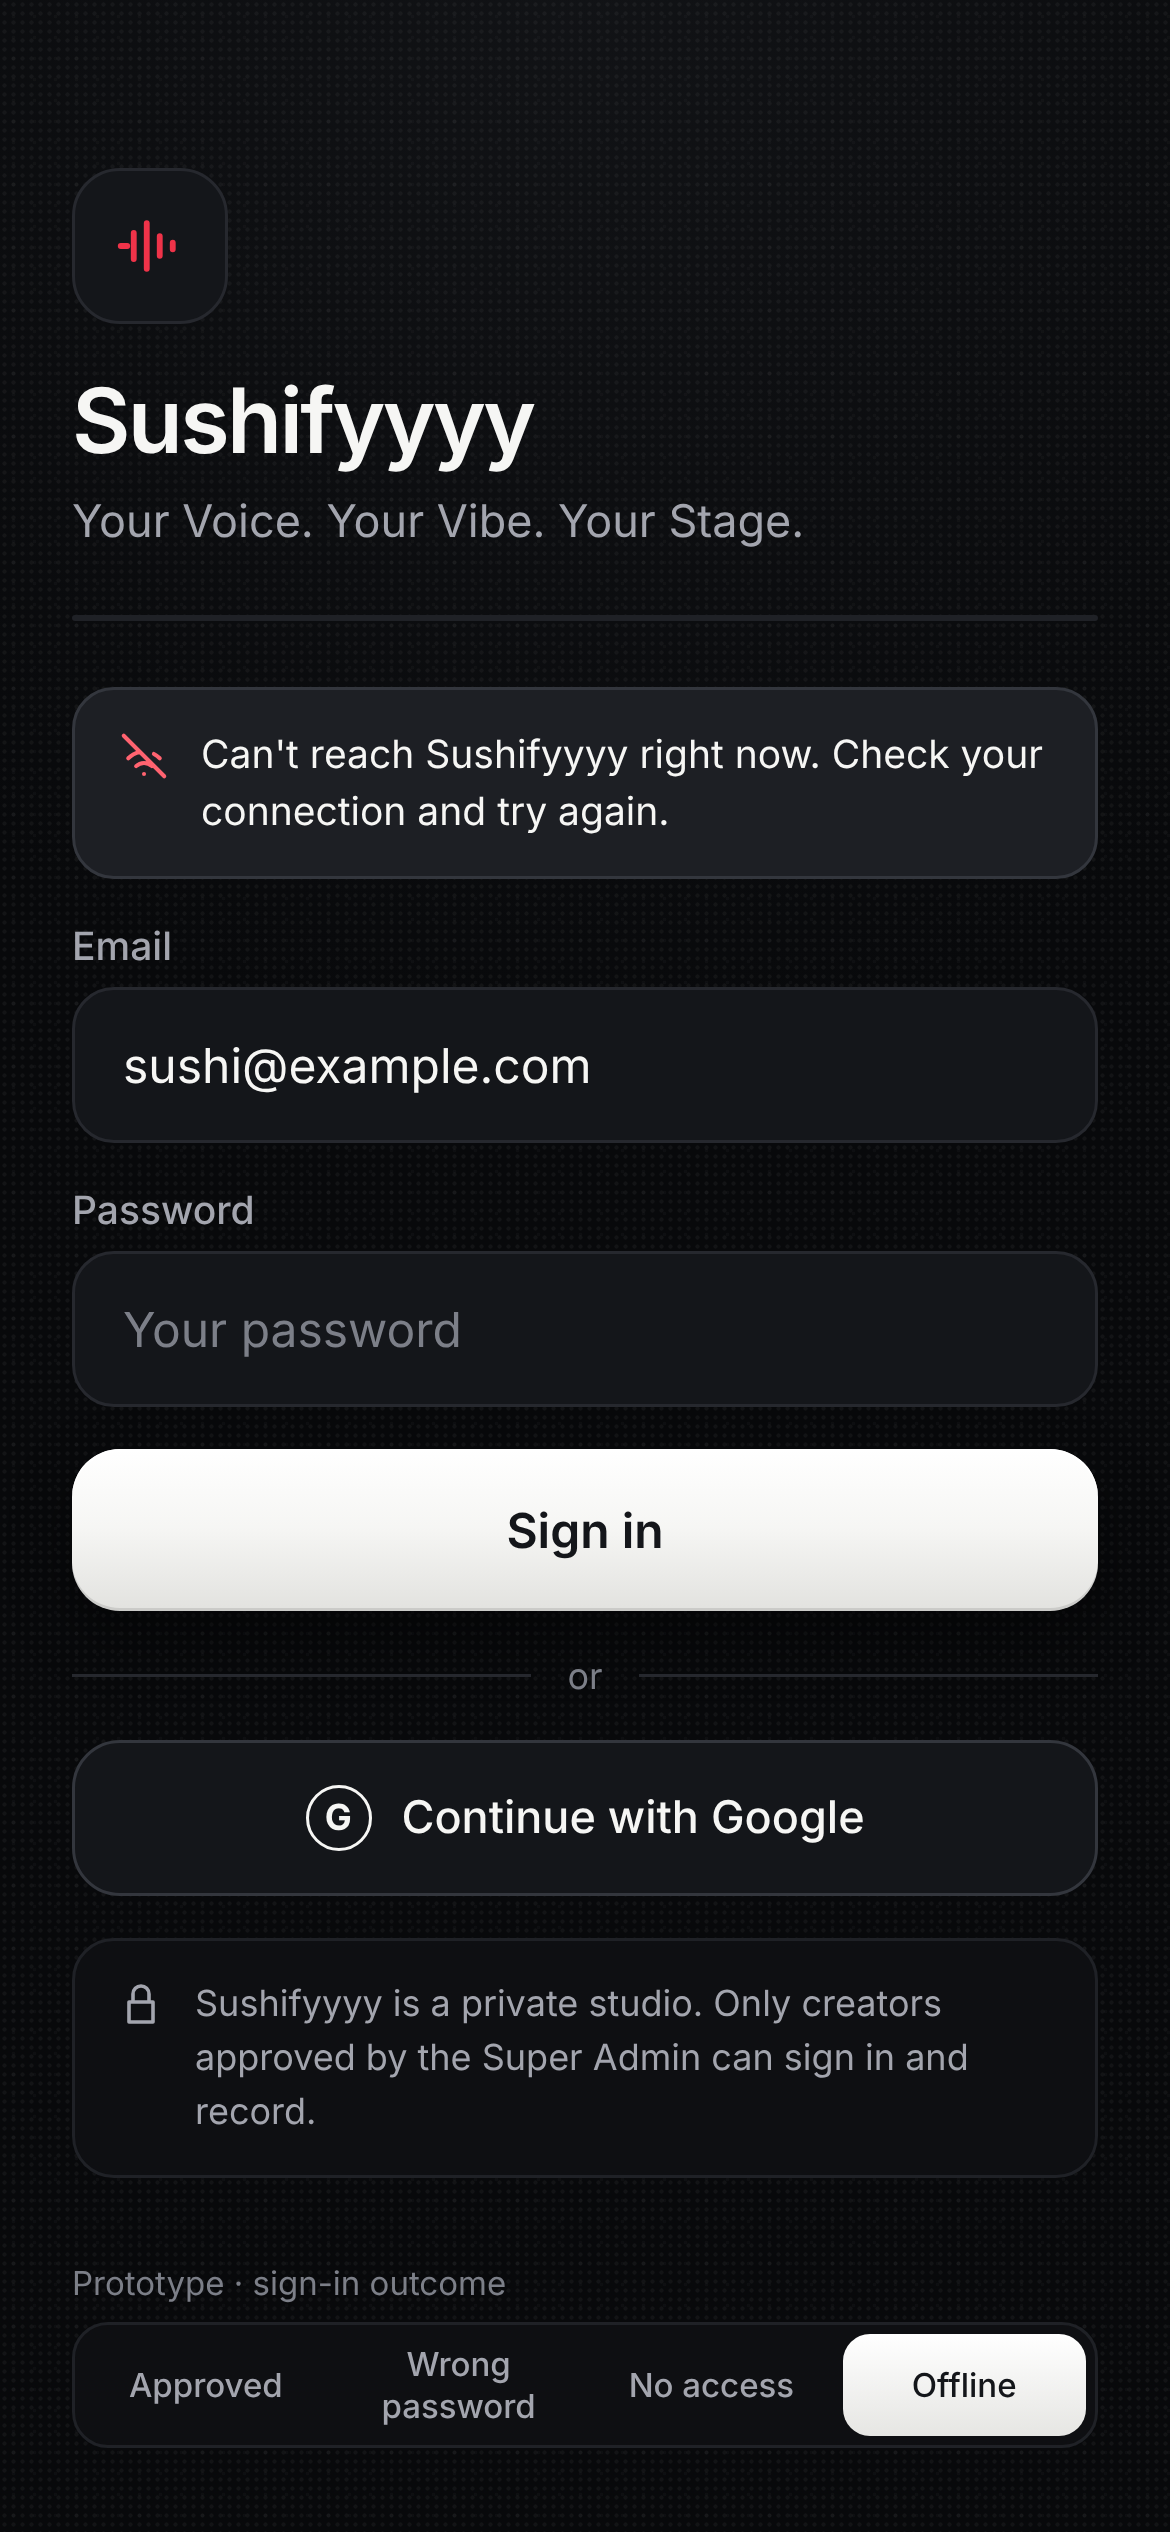 Sushifyyyy
Your Voice. Your Vibe. Your Stage.
Can't reach Sushifyyyy right now. Check your
connection and try again.
Email
sushi@example.com
Password
Your password
Sign in
or
G Continue with Google
Sushifyyyy is a private studio. Only creators
approved by the Super Admin can sign in and
record.
Prototype · sign-in outcome
Approved
Wrong
password
No access
Offline